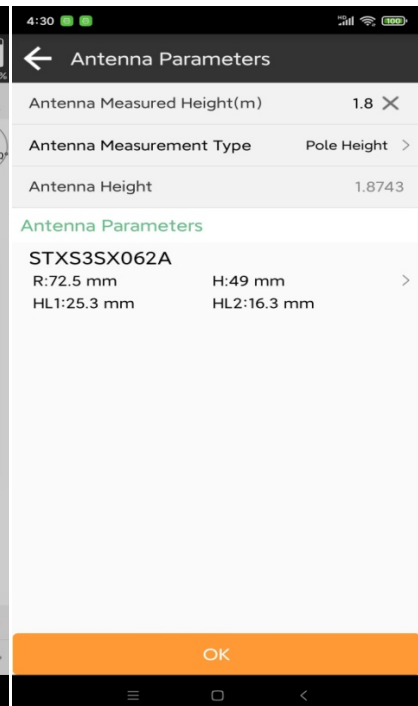 4:30
HD
100
Antenna Parameters
Antenna Measured Height(m) 1.8
Antenna Measurement Type Pole Height >
Antenna Height 1.8743
Antenna Parameters
STXS3SX062A
R:72.5 mm H:49 mm >
HL1:25.3 mm HL2:16.3 mm
OK